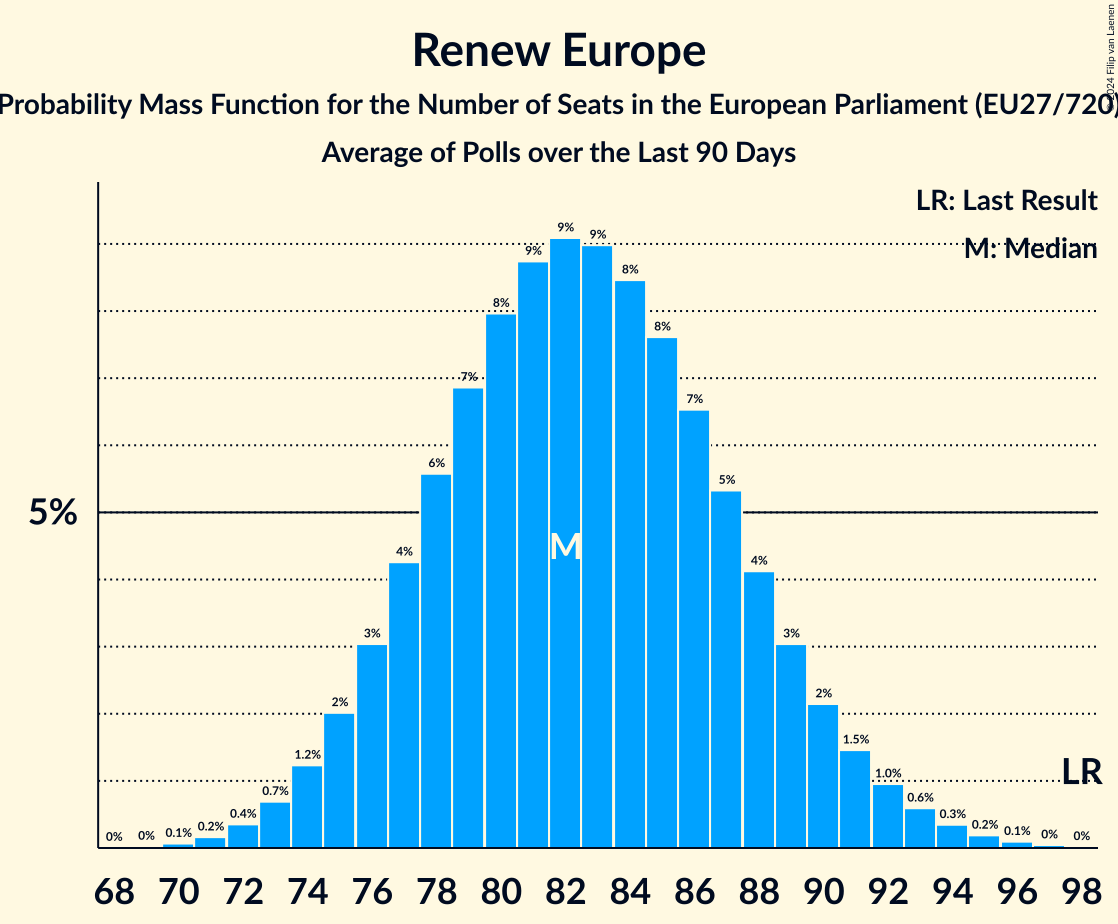 Renew Europe
Probability Mass Function for the Number of Seats in the European Parliament (EU27/720)
Average of Polls over the Last 90 Days
© 2024 Filip van Laenen
LR: Last Result
M: Median
5%
0% 0% 0.1% 0.2% 0.4% 0.7% 1.2% 2% 3% 4% 6% 7% 8% 9% 9% 9% 8% 8% 7% 5% 4% 3% 2% 1.5% 1.0% 0.6% 0.3% 0.2% 0.1% 0% 0%
M
LR
68 70 72 74 76 78 80 82 84 86 88 90 92 94 96 98